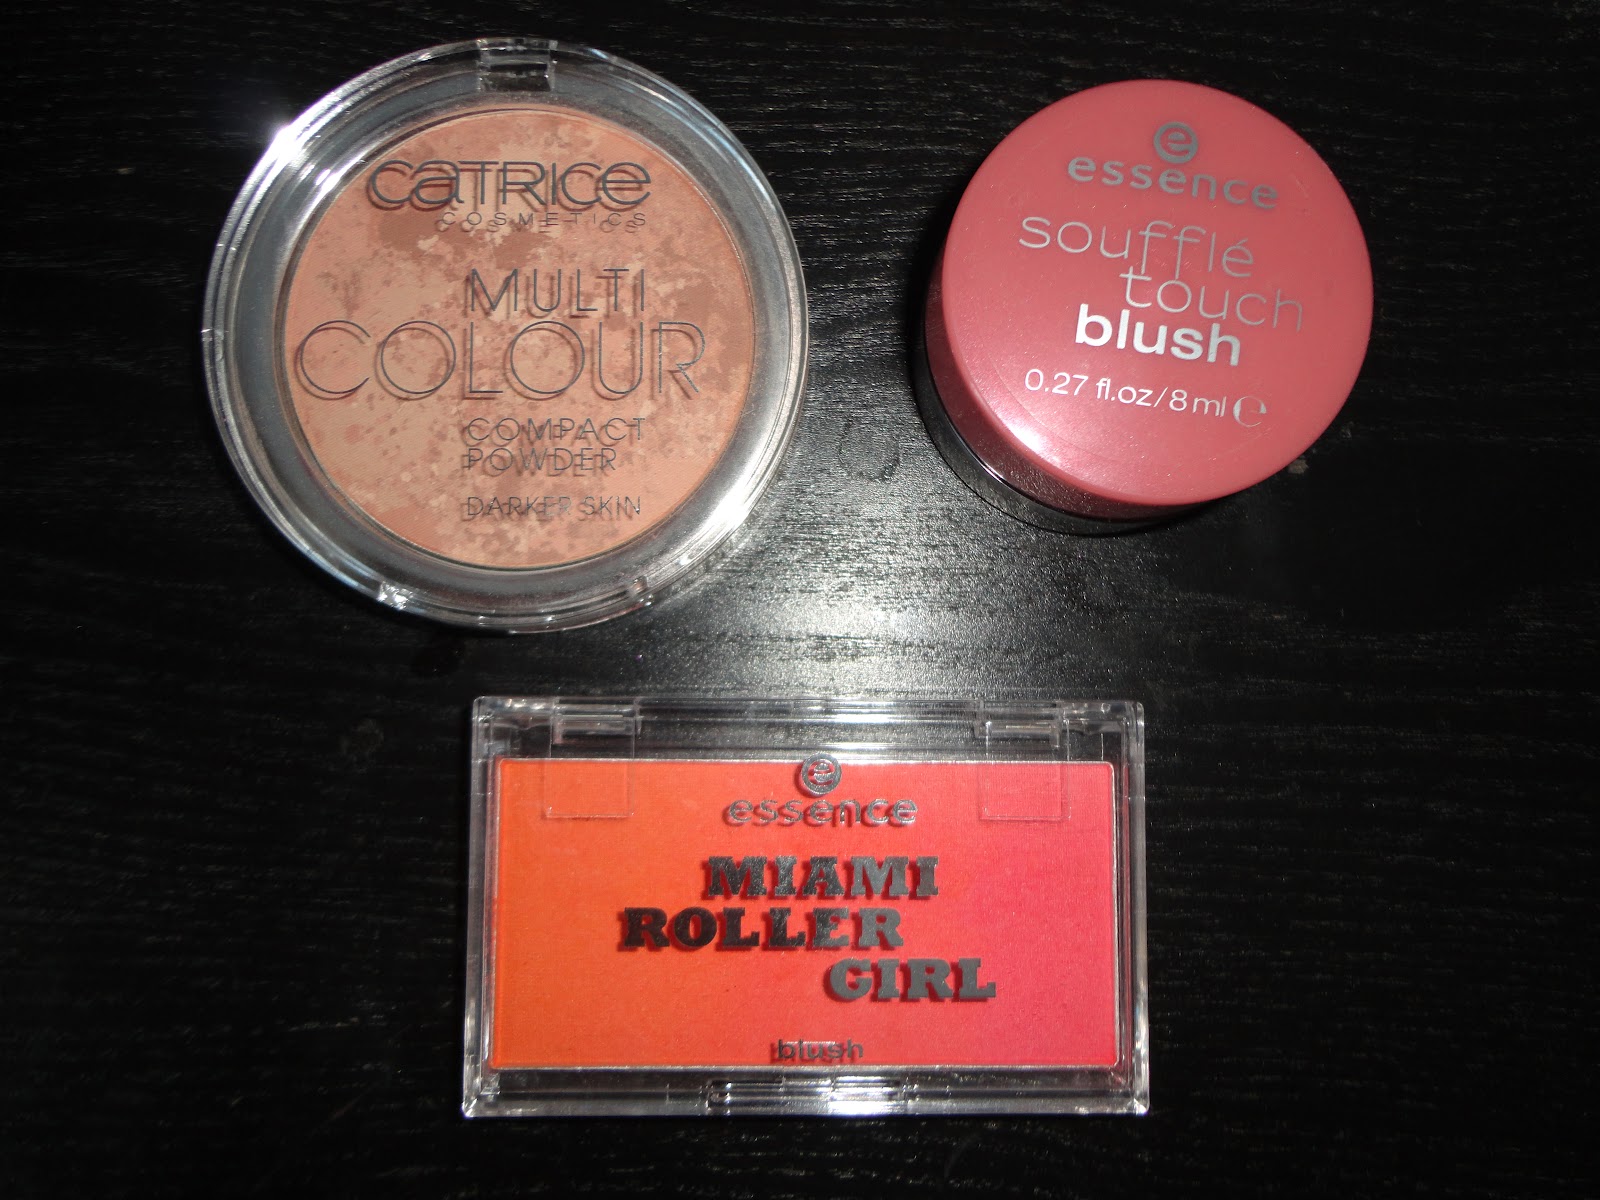 CATRICE
COSMETICS
MULTI
COLOUR
COMPACT
POWDER
DARKER SKIN
e
essence
soufflé
touch
blush
0.27 fl.oz/8 ml ℮
e
essence
MIAMI
ROLLER
GIRL
blush